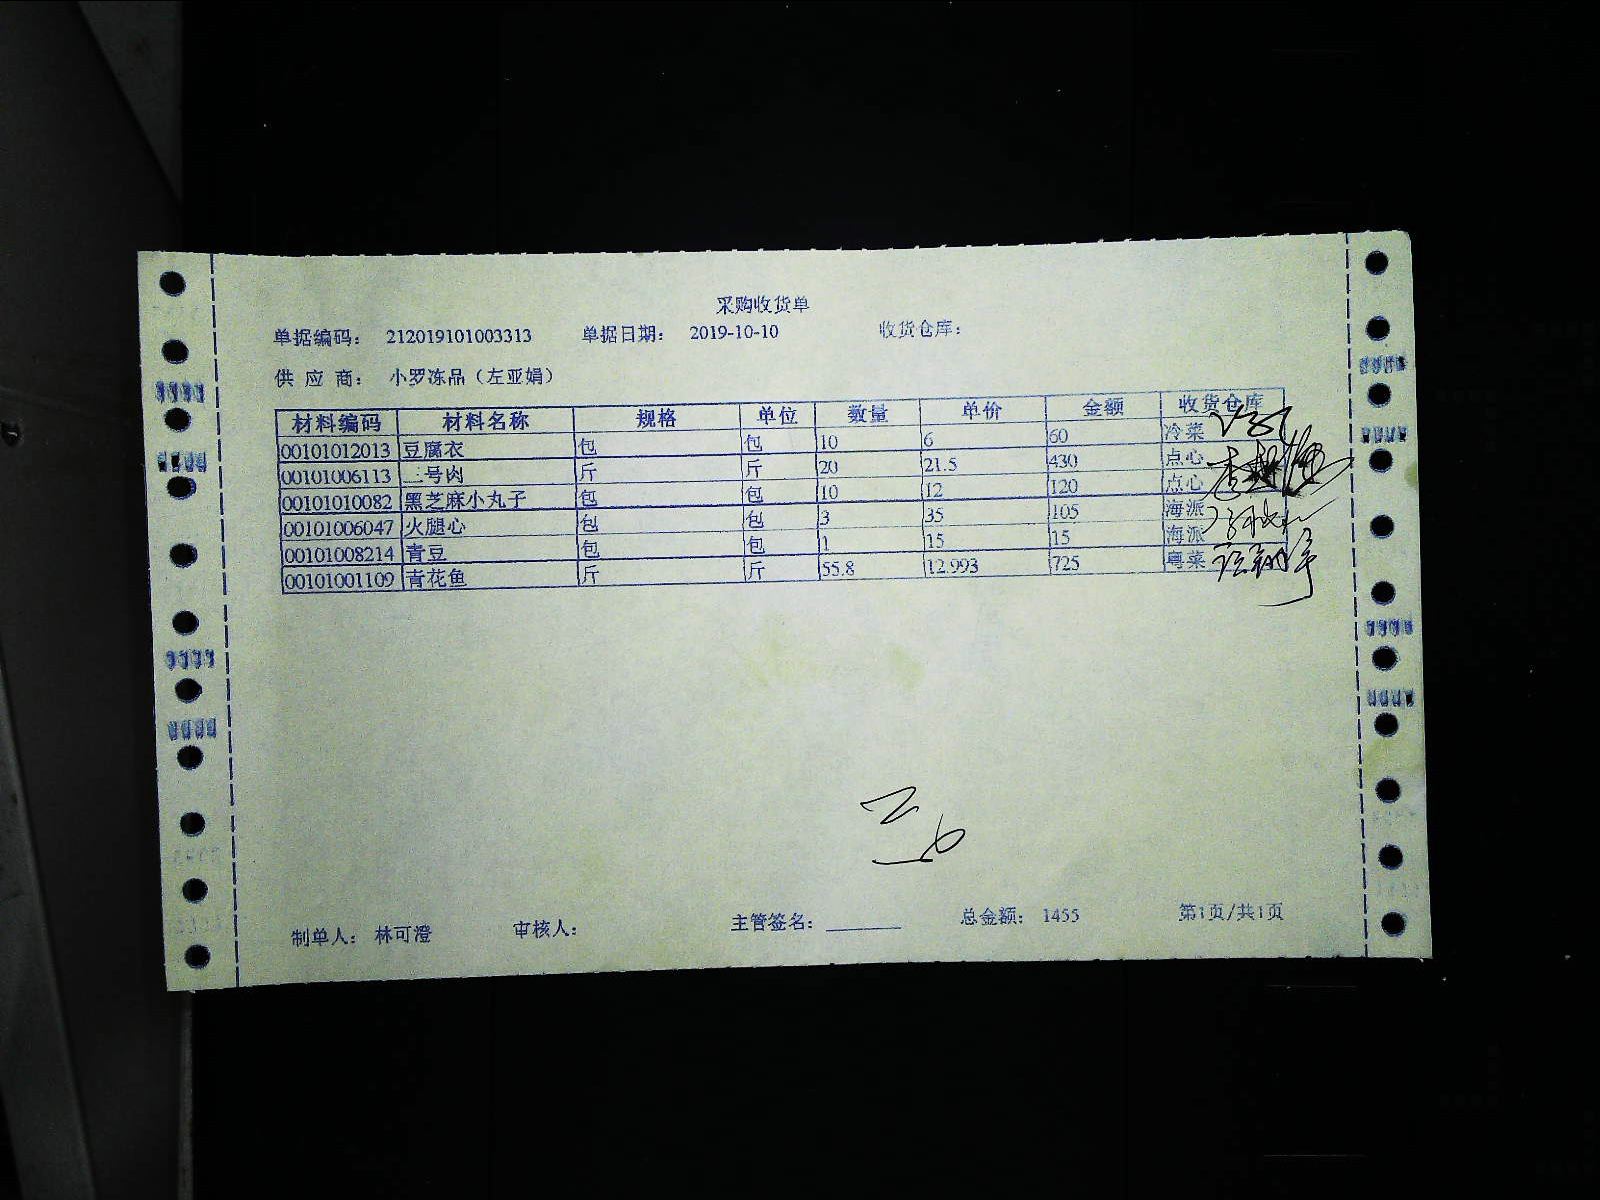 采购收货单
单据编码： 212019101003313 单据日期： 2019-10-10 收货仓库：
供 应 商： 小罗冻品（左亚娟）
材料编码 材料名称 规格 单位 数量 单价 金额 收货仓库
00101012013 豆腐衣 包 包 10 6 60 冷菜
00101006113 二号肉 斤 斤 20 21.5 430 点心
00101010082 黑芝麻小丸子 包 包 10 12 120 点心
00101006047 火腿心 包 包 3 35 105 海派
00101008214 青豆 包 包 1 15 15 海派
00101001109 青花鱼 斤 斤 55.8 12.993 725 粤菜
制单人： 林可澄 审核人： 主管签名： 总金额： 1455 第1页/共1页